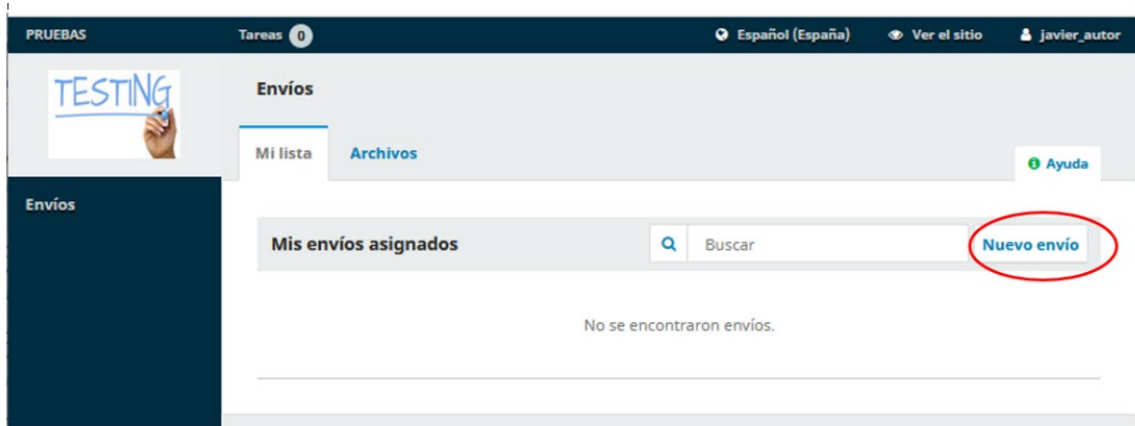 PRUEBAS Tareas 0 Español (España) Ver el sitio javier_autor
TESTING
Envíos
Mi lista Archivos
Ayuda
Envíos
Mis envíos asignados Buscar Nuevo envío
No se encontraron envíos.